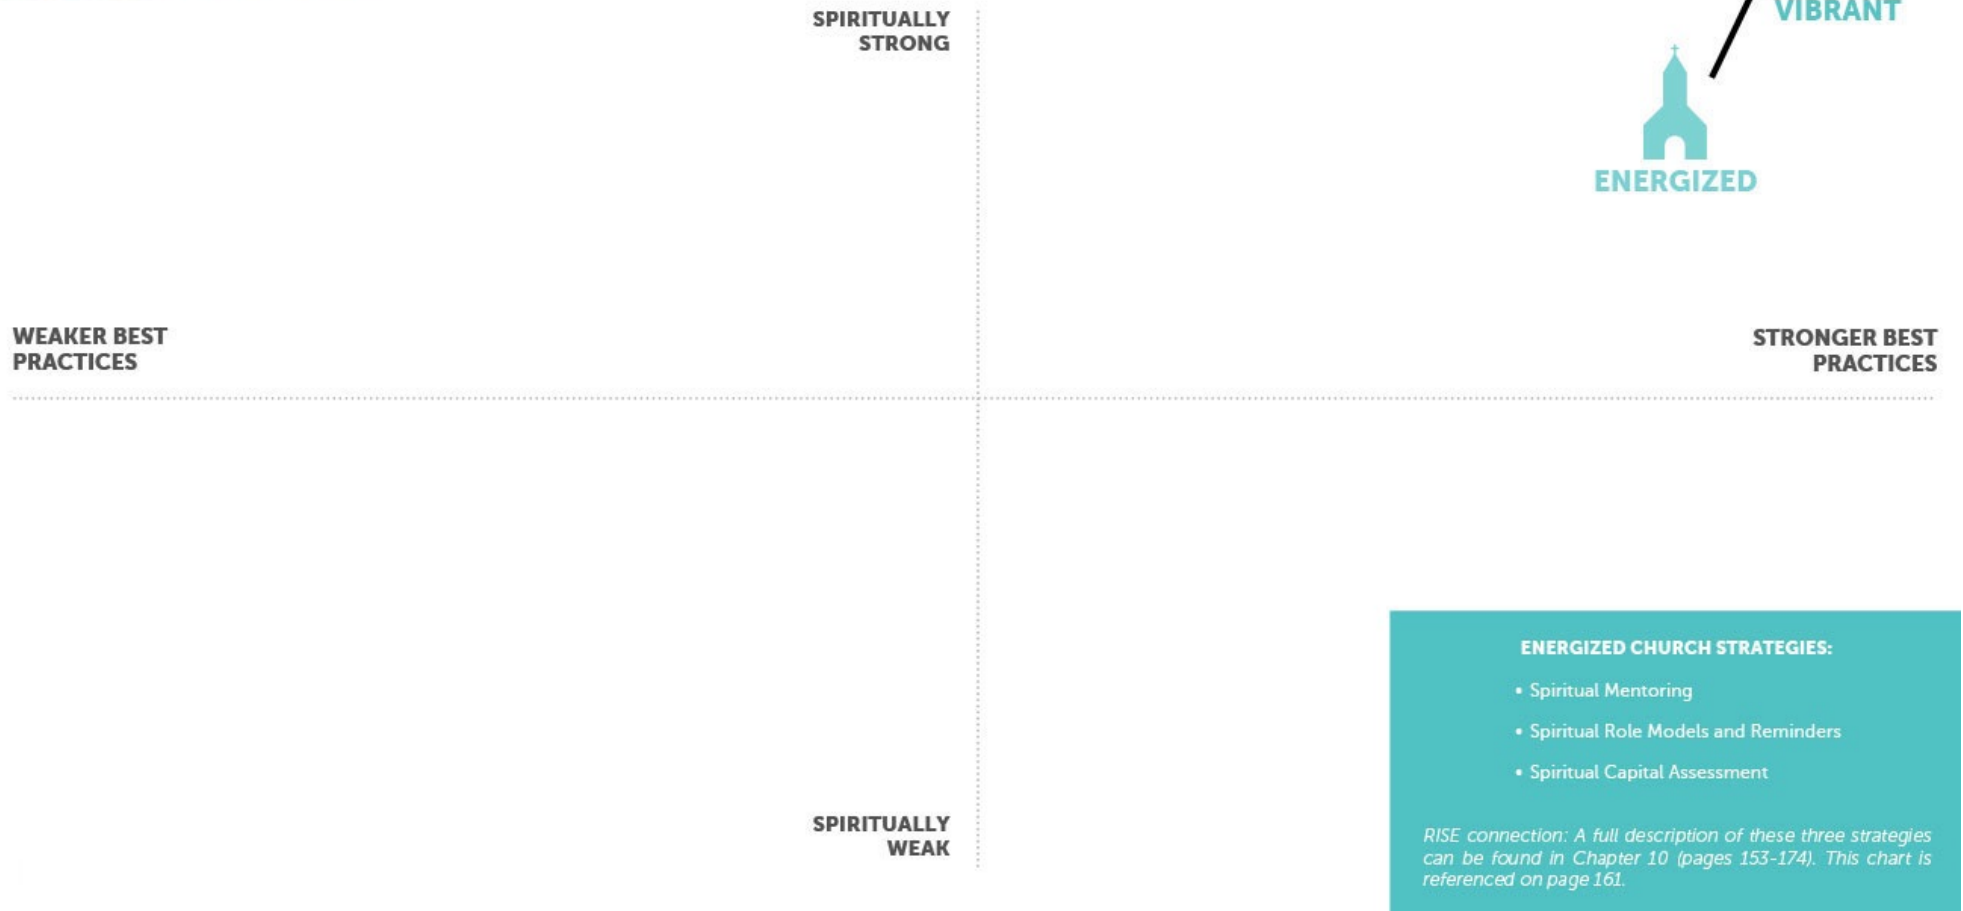 SPIRITUALLY
STRONG
VIBRANT
ENERGIZED
WEAKER BEST
PRACTICES
STRONGER BEST
PRACTICES
SPIRITUALLY
WEAK
ENERGIZED CHURCH STRATEGIES:
• Spiritual Mentoring
• Spiritual Role Models and Reminders
• Spiritual Capital Assessment
RISE connection: A full description of these three strategies
can be found in Chapter 10 (pages 153-174). This chart is
referenced on page 161.